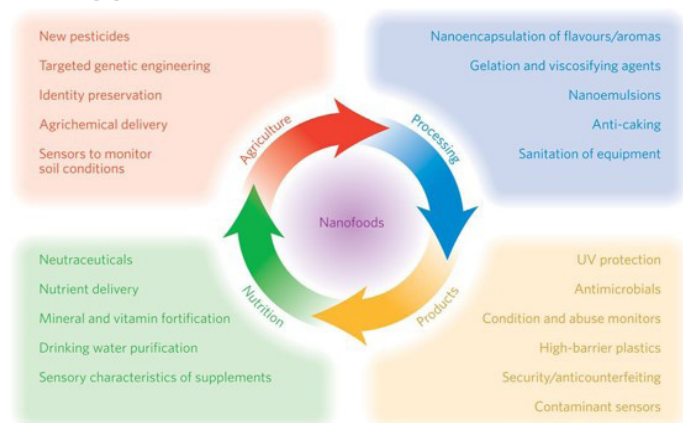 New pesticides
Targeted genetic engineering
Identity preservation
Agrichemical delivery
Sensors to monitor
soil conditions
Nanoencapsulation of flavours/aromas
Gelation and viscosifying agents
Nanoemulsions
Anti-caking
Sanitation of equipment
Agriculture
Processing
Nanofoods
Nutrition
Products
Neutraceuticals
Nutrient delivery
Mineral and vitamin fortification
Drinking water purification
Sensory characteristics of supplements
UV protection
Antimicrobials
Condition and abuse monitors
High-barrier plastics
Security/anticounterfeiting
Contaminant sensors